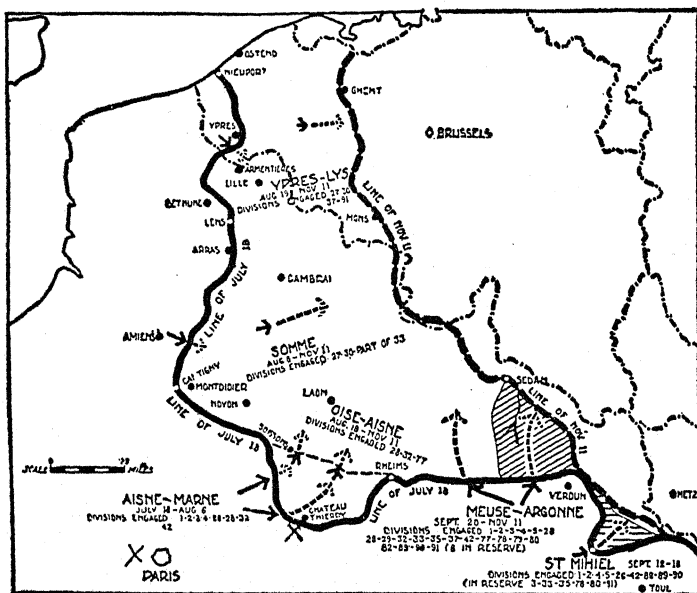 OSTEND
NIEUPORT
GHENT
YPRES
BRUSSELS
ARMENTIERES
LILLE
YPRES-LYS
AUG 19 - NOV 11
DIVISIONS ENGAGED 27-30
37-91
BETHUNE
LENS
MONS
LINE OF NOV 11
ARRAS
LINE OF JULY 18
CAMBRAI
AMIENS
SOMME
AUG 8 - NOV 11
DIVISIONS ENGAGED 27-30-PART OF 33
CANTIGNY
MONTDIDIER
NOYON
LAON
SEDAN
LINE OF NOV 11
LINE OF JULY 18
OISE-AISNE
AUG. 18 - NOV 11
DIVISIONS ENGAGED 28-32-77
SOISSONS
RHEIMS
SCALE
MILES
METZ
VERDUN
AISNE-MARNE
JULY 18 - AUG 6
DIVISIONS ENGAGED 1-2-3-4-26-28-32
42
CHATEAU
THIERRY
LINE OF JULY 18
MEUSE-ARGONNE
SEPT. 20 - NOV 11
DIVISIONS ENGAGED 1-2-3-4-5-28
28-29-32-33-35-37-42-77-78-79-80
82-89-90-91 (8 IN RESERVE)
X PARIS
ST MIHIEL SEPT. 12-18
DIVISIONS ENGAGED 1-2-4-5-26-42-82-89-90
(IN RESERVE 3-33-35-78-80-91)
TOUL